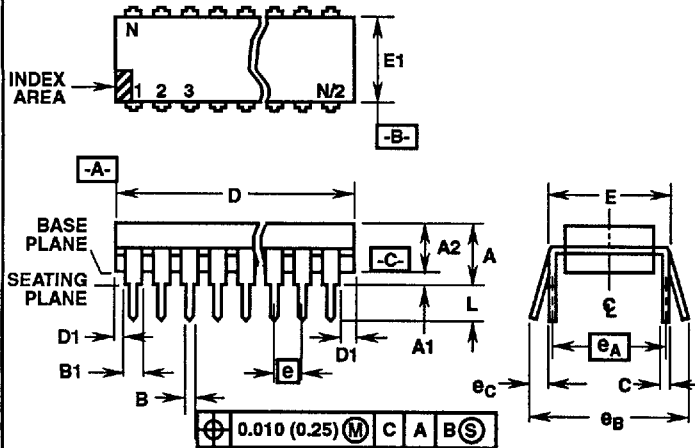 N
E1
INDEX
AREA
1 2 3 N/2
-B-
-A-
D
E
BASE
PLANE
A2
A
-C-
SEATING
PLANE
L
D1
A1
D1
B1
e
eA
B
eC
C
eB
⌖ 0.010 (0.25) Ⓜ C A B Ⓢ
℄